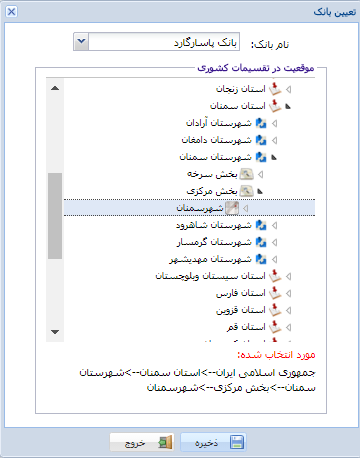 تعیین بانک
نام بانک: بانک پاسارگارد
موقعیت در تقسیمات کشوری
استان زنجان
استان سمنان
شهرستان آرادان
شهرستان دامغان
شهرستان سمنان
بخش سرخه
بخش مرکزی
شهرسمنان
شهرستان شاهرود
شهرستان گرمسار
شهرستان مهدیشهر
استان سیستان وبلوچستان
استان فارس
استان قزوین
استان قم
مورد انتخاب شده:
جمهوری اسلامی ایران-->استان سمنان-->شهرستان
سمنان-->بخش مرکزی-->شهرسمنان
ذخیره خروج